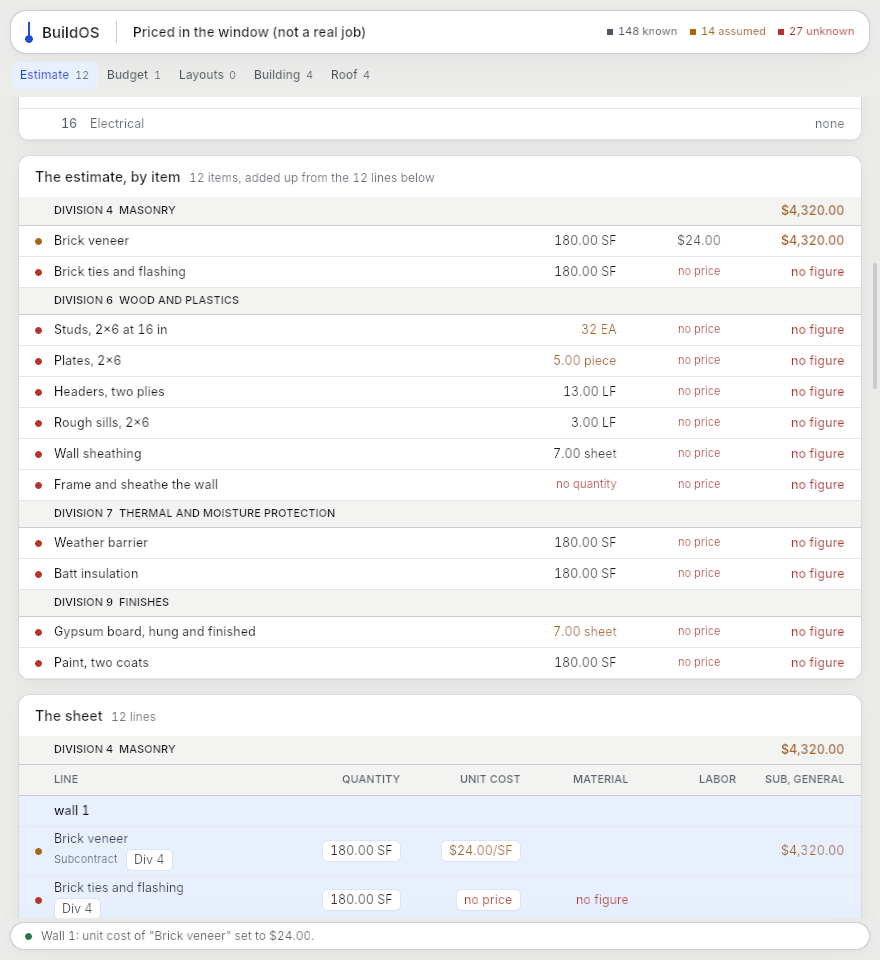 BuildOS Priced in the window (not a real job) 148 known 14 assumed 27 unknown
Estimate 12 Budget 1 Layouts 0 Building 4 Roof 4
16 Electrical none
The estimate, by item 12 items, added up from the 12 lines below
DIVISION 4 MASONRY $4,320.00
Brick veneer 180.00 SF $24.00 $4,320.00
Brick ties and flashing 180.00 SF no price no figure
DIVISION 6 WOOD AND PLASTICS
Studs, 2×6 at 16 in 32 EA no price no figure
Plates, 2×6 5.00 piece no price no figure
Headers, two plies 13.00 LF no price no figure
Rough sills, 2×6 3.00 LF no price no figure
Wall sheathing 7.00 sheet no price no figure
Frame and sheathe the wall no quantity no price no figure
DIVISION 7 THERMAL AND MOISTURE PROTECTION
Weather barrier 180.00 SF no price no figure
Batt insulation 180.00 SF no price no figure
DIVISION 9 FINISHES
Gypsum board, hung and finished 7.00 sheet no price no figure
Paint, two coats 180.00 SF no price no figure
The sheet 12 lines
DIVISION 4 MASONRY $4,320.00
LINE QUANTITY UNIT COST MATERIAL LABOR SUB, GENERAL
wall 1
Brick veneer
Subcontract Div 4 180.00 SF $24.00/SF $4,320.00
Brick ties and flashing
Div 4 180.00 SF no price no figure
Wall 1: unit cost of "Brick veneer" set to $24.00.